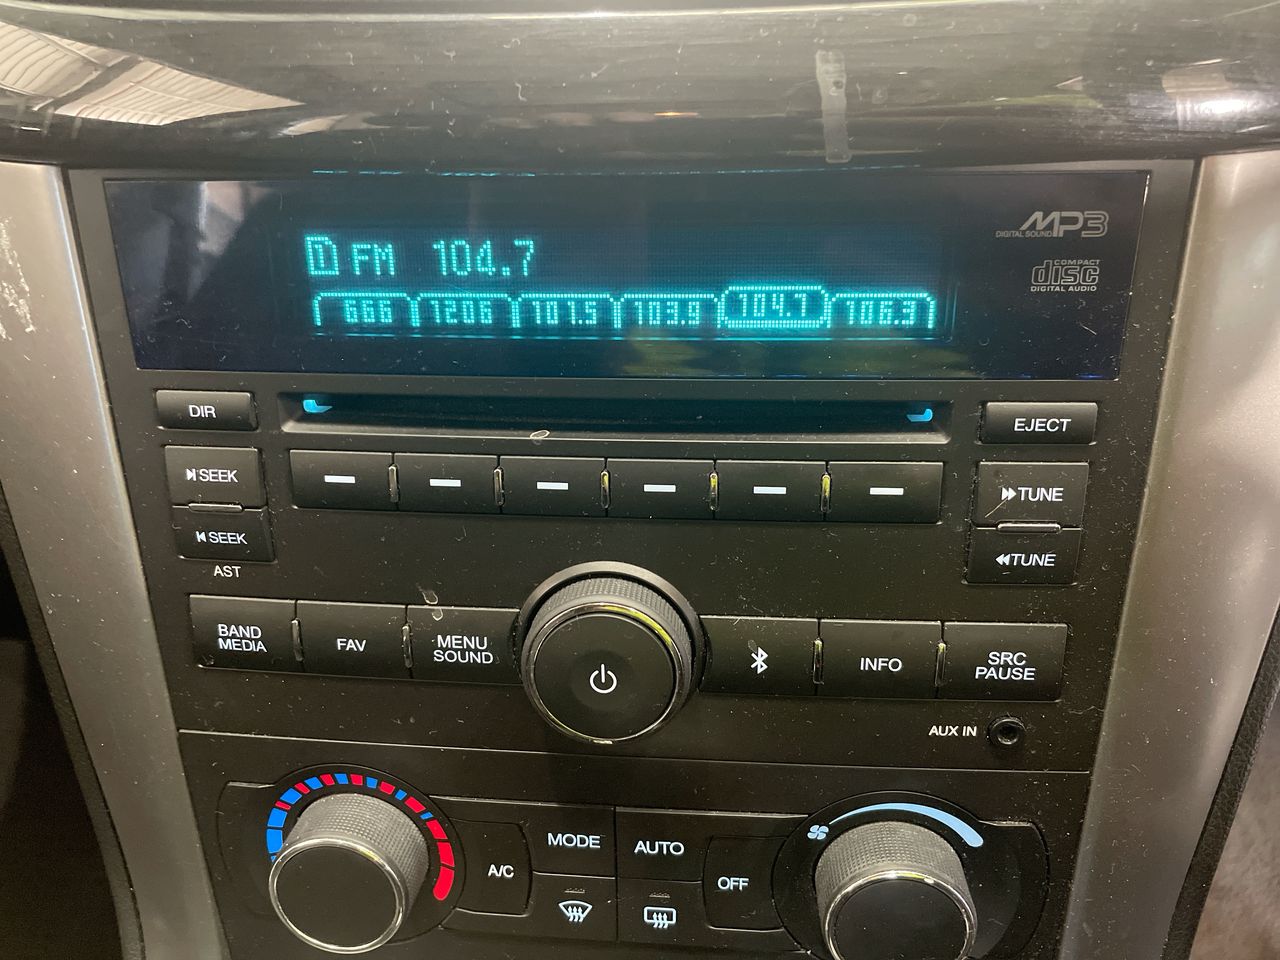 1 FM 104.7
666 1206 101.5 103.9 104.7 106.3
MP3
DIGITAL SOUND
COMPACT
disc
DIGITAL AUDIO
DIR
EJECT
SEEK
TUNE
SEEK
TUNE
AST
BAND
MEDIA
FAV
MENU
SOUND
INFO
SRC
PAUSE
AUX IN
MODE
AUTO
A/C
OFF